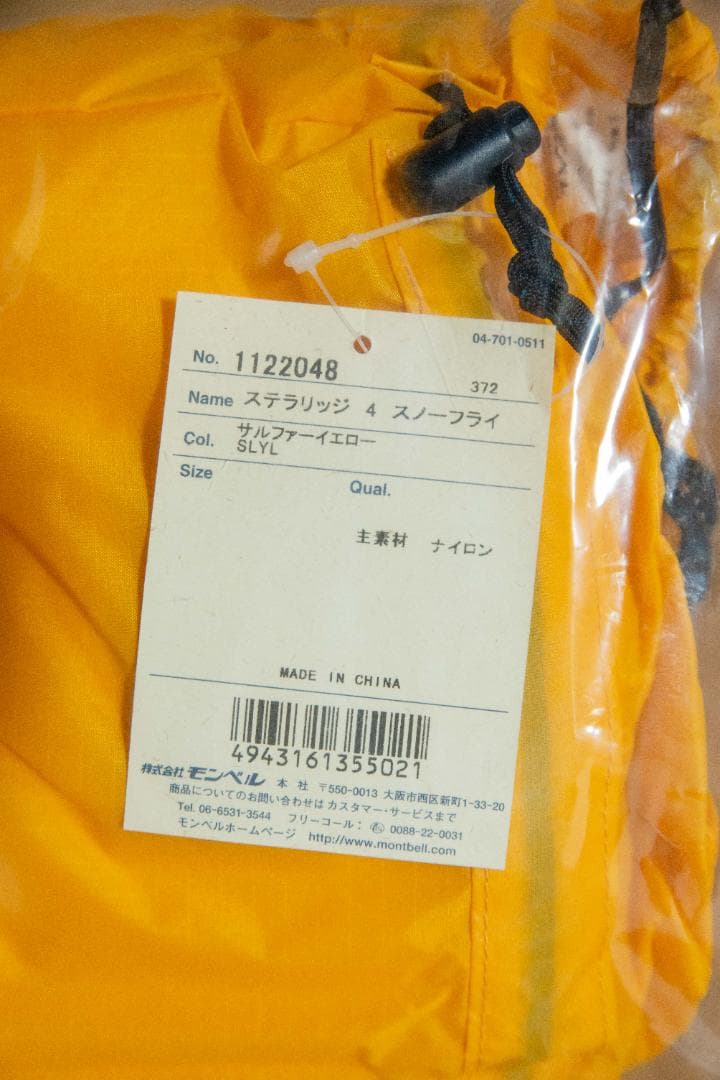 04-701-0511
No. 1122048
372
Name ステラリッジ 4 スノーフライ
Col. サルファーイエロー
SLYL
Size
Qual.
主素材 ナイロン
MADE IN CHINA
4943161355021
株式会社モンベル 本 社 〒550-0013 大阪市西区新町1-33-20
商品についてのお問い合わせは カスタマー・サービスまで
Tel. 06-6531-3544 フリーコール： 0088-22-0031
モンベルホームページ http://www.montbell.com